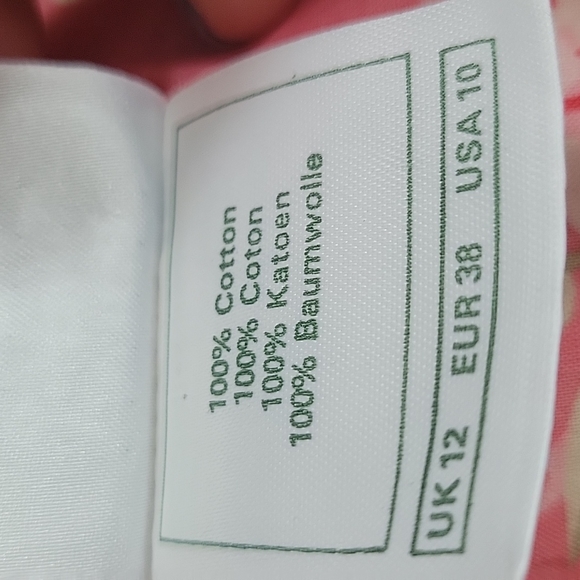 100% Cotton
100% Coton
100% Katoen
100% Baumwolle
UK 12 EUR 38 USA 10